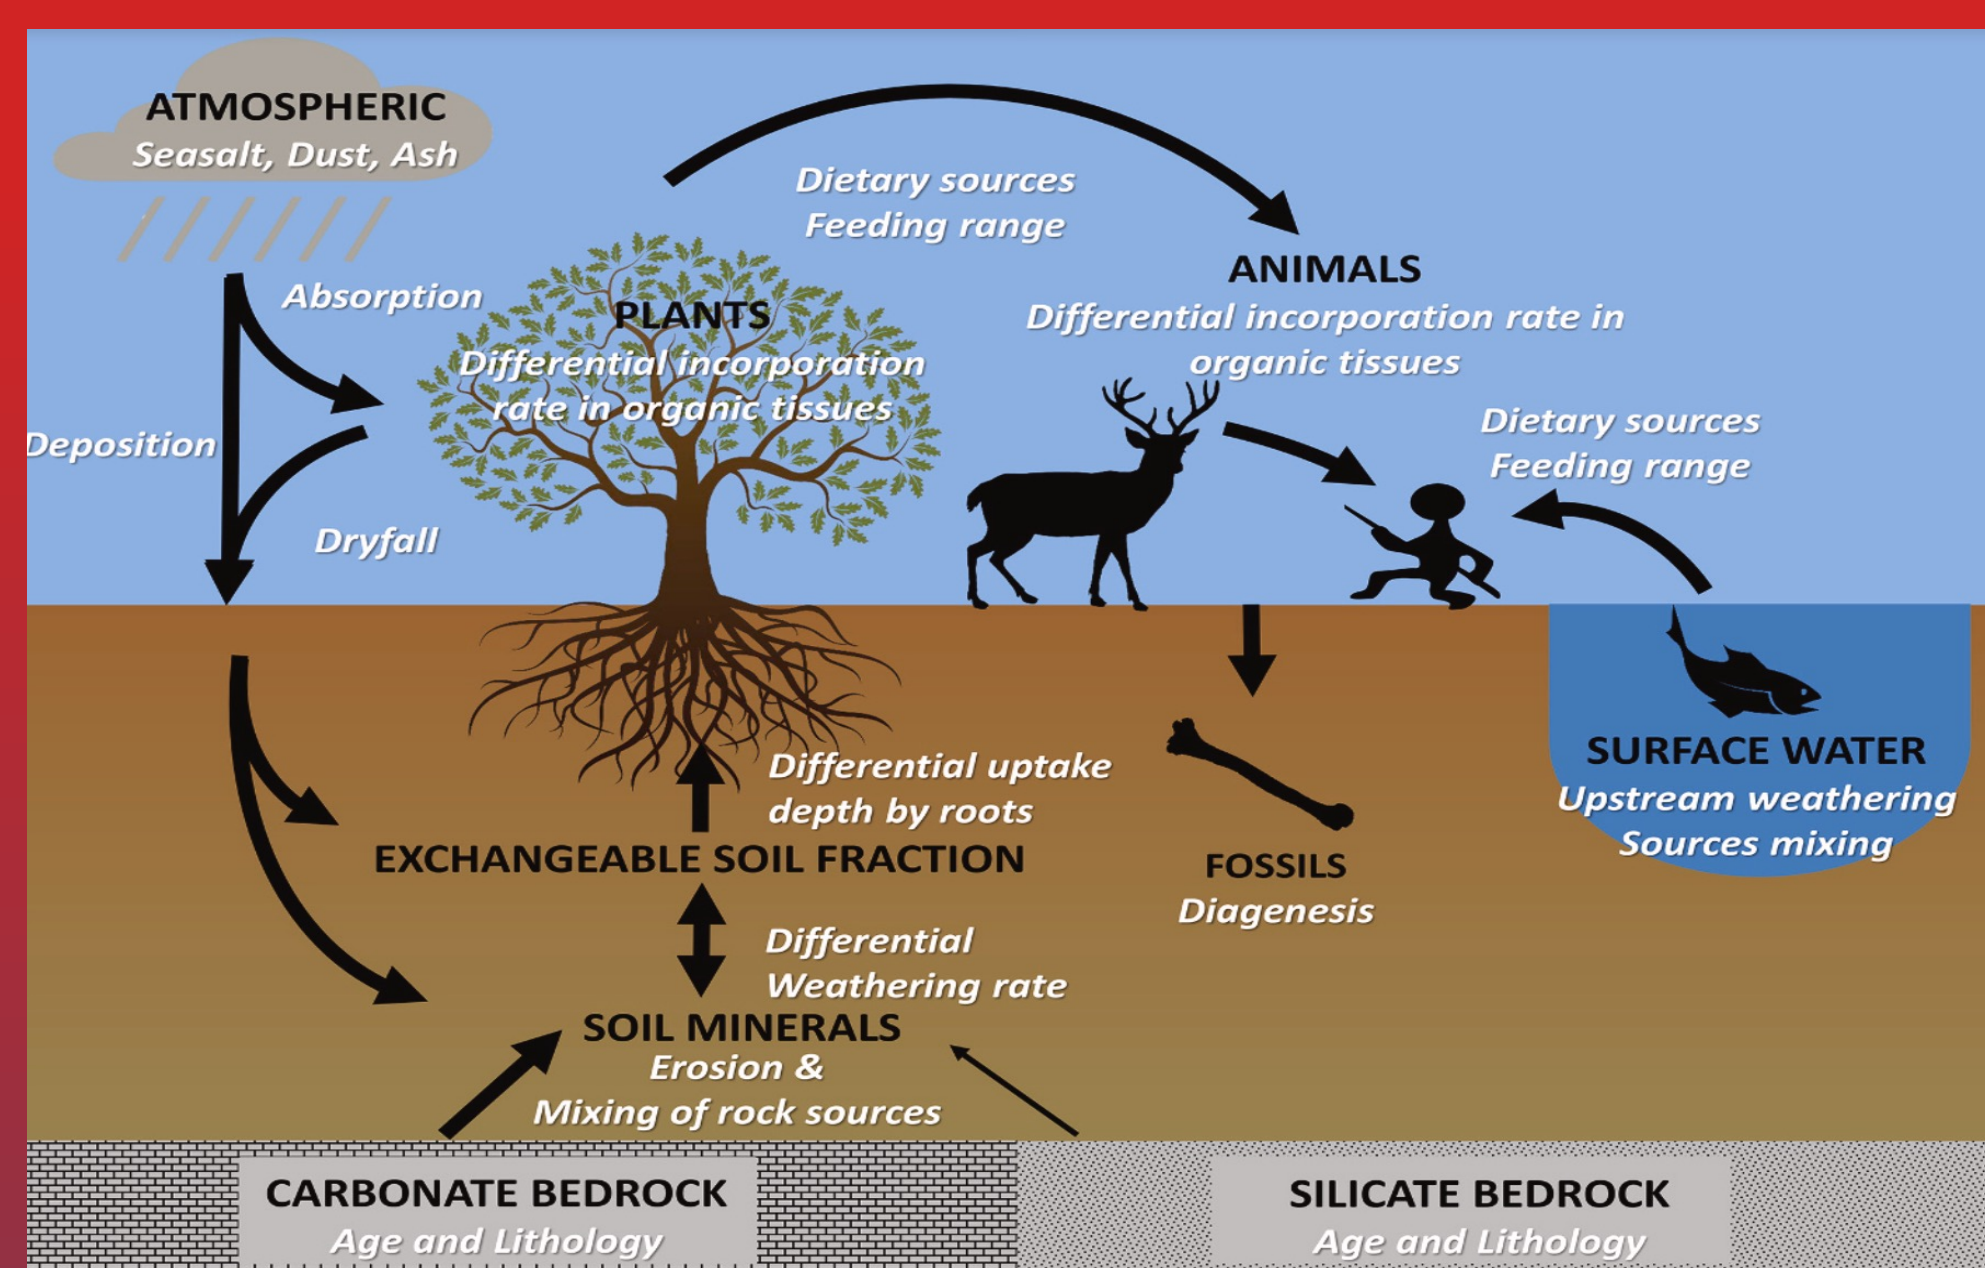 ATMOSPHERIC
Seasalt, Dust, Ash
Absorption
Deposition
Dryfall
PLANTS
Differential incorporation
rate in organic tissues
Dietary sources
Feeding range
ANIMALS
Differential incorporation rate in
organic tissues
Dietary sources
Feeding range
Differential uptake
depth by roots
EXCHANGEABLE SOIL FRACTION
Differential
Weathering rate
SOIL MINERALS
Erosion &
Mixing of rock sources
FOSSILS
Diagenesis
SURFACE WATER
Upstream weathering
Sources mixing
CARBONATE BEDROCK
Age and Lithology
SILICATE BEDROCK
Age and Lithology